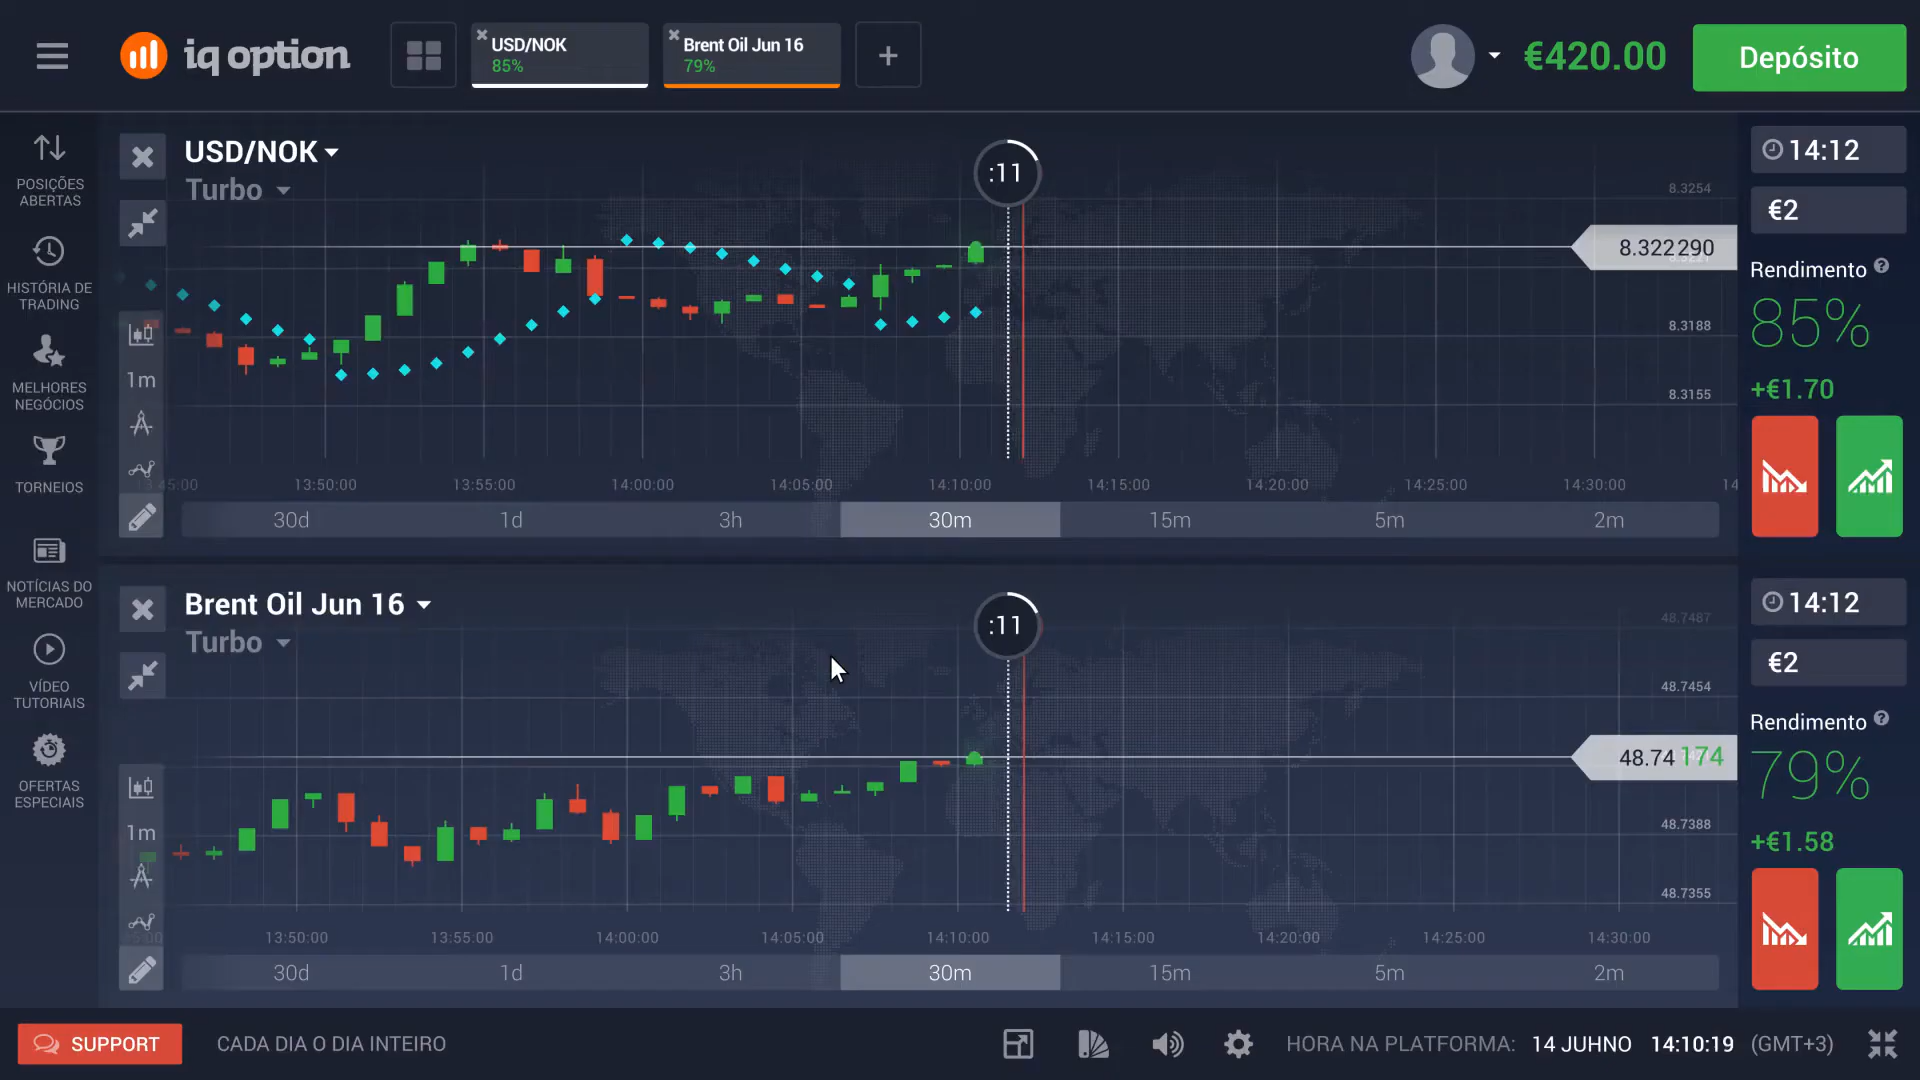 iq option
USD/NOK
85%
Brent Oil Jun 16
79%
+
€420.00
Depósito
POSIÇÕES
ABERTAS
HISTÓRIA DE
TRADING
MELHORES
NEGÓCIOS
TORNEIOS
NOTÍCIAS DO
MERCADO
VÍDEO
TUTORIAIS
OFERTAS
ESPECIAIS
USD/NOK
Turbo
:11
1m
8.3254
8.322290
8.3188
8.3155
13:45:00 13:50:00 13:55:00 14:00:00 14:05:00 14:10:00 14:15:00 14:20:00 14:25:00 14:30:00 14
30d 1d 3h 30m 15m 5m 2m
14:12
€2
Rendimento ?
85%
+€1.70
Brent Oil Jun 16
Turbo
:11
1m
48.7487
48.7454
48.74174
48.7388
48.7355
13:50:00 13:55:00 14:00:00 14:05:00 14:10:00 14:15:00 14:20:00 14:25:00 14:30:00
30d 1d 3h 30m 15m 5m 2m
14:12
€2
Rendimento ?
79%
+€1.58
SUPPORT
CADA DIA O DIA INTEIRO
HORA NA PLATFORMA: 14 JUHNO 14:10:19 (GMT+3)